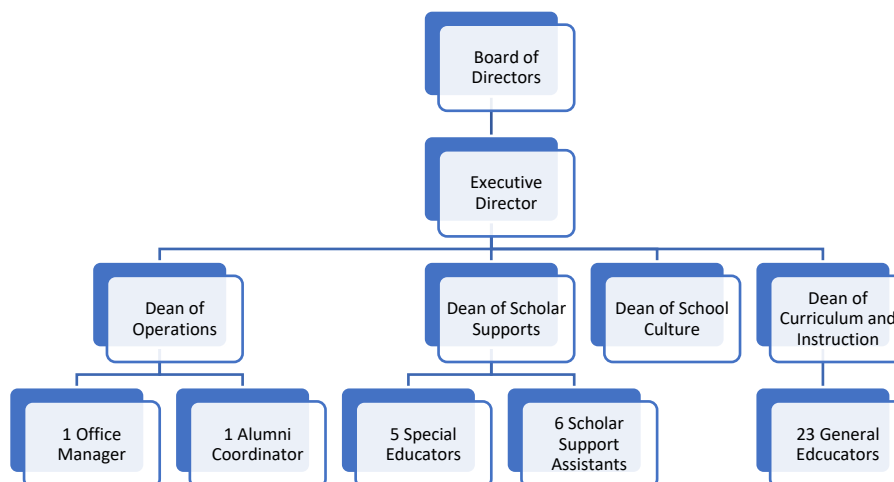 Board of
Directors
Executive
Director
Dean of
Operations
Dean of Scholar
Supports
Dean of School
Culture
Dean of
Curriculum and
Instruction
1 Office
Manager
1 Alumni
Coordinator
5 Special
Educators
6 Scholar
Support
Assistants
23 General
Edcucators